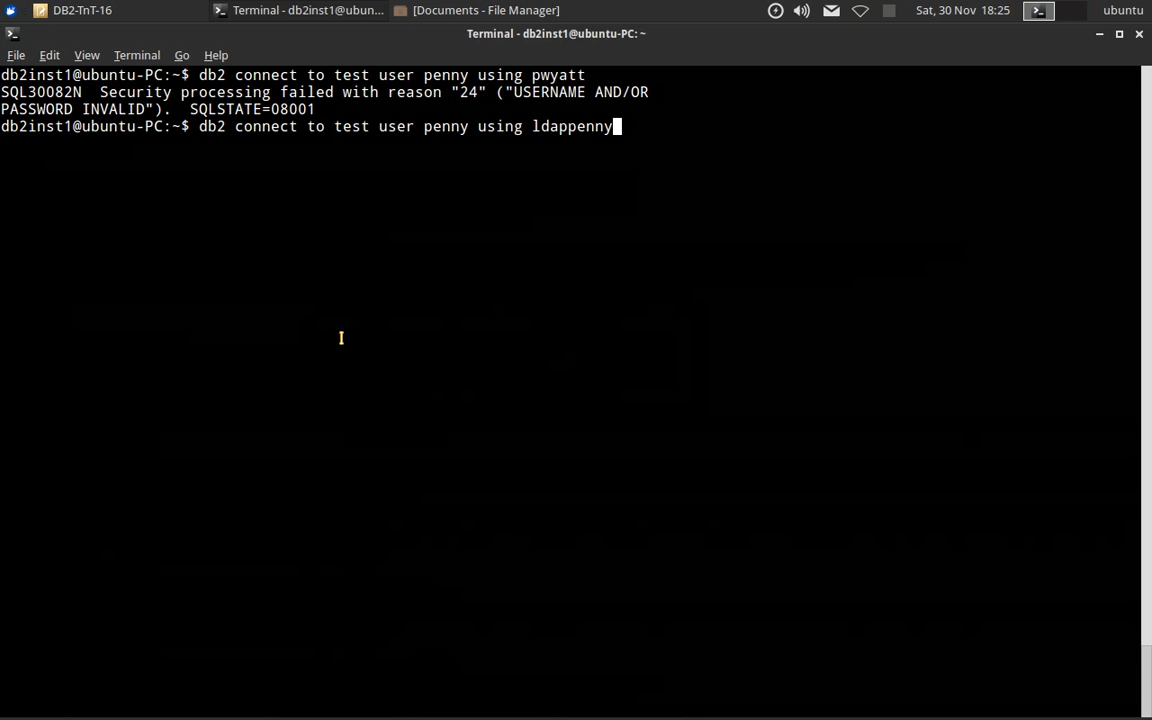 DB2-TnT-16
Terminal - db2inst1@ubun...
[Documents - File Manager]
Sat, 30 Nov 18:25
ubuntu
Terminal - db2inst1@ubuntu-PC: ~
File Edit View Terminal Go Help
db2inst1@ubuntu-PC:~$ db2 connect to test user penny using pwyatt
SQL30082N  Security processing failed with reason "24" ("USERNAME AND/OR
PASSWORD INVALID").  SQLSTATE=08001
db2inst1@ubuntu-PC:~$ db2 connect to test user penny using ldappenny